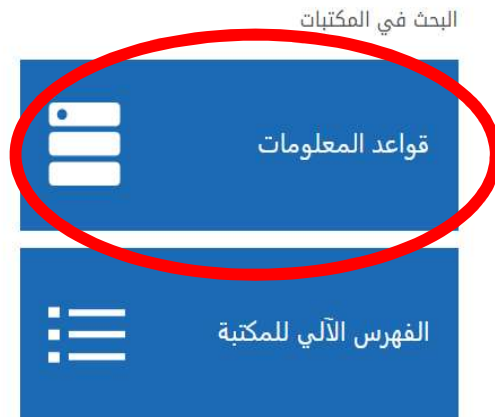 البحث في المكتبات
قواعد المعلومات
الفهرس الآلي للمكتبة